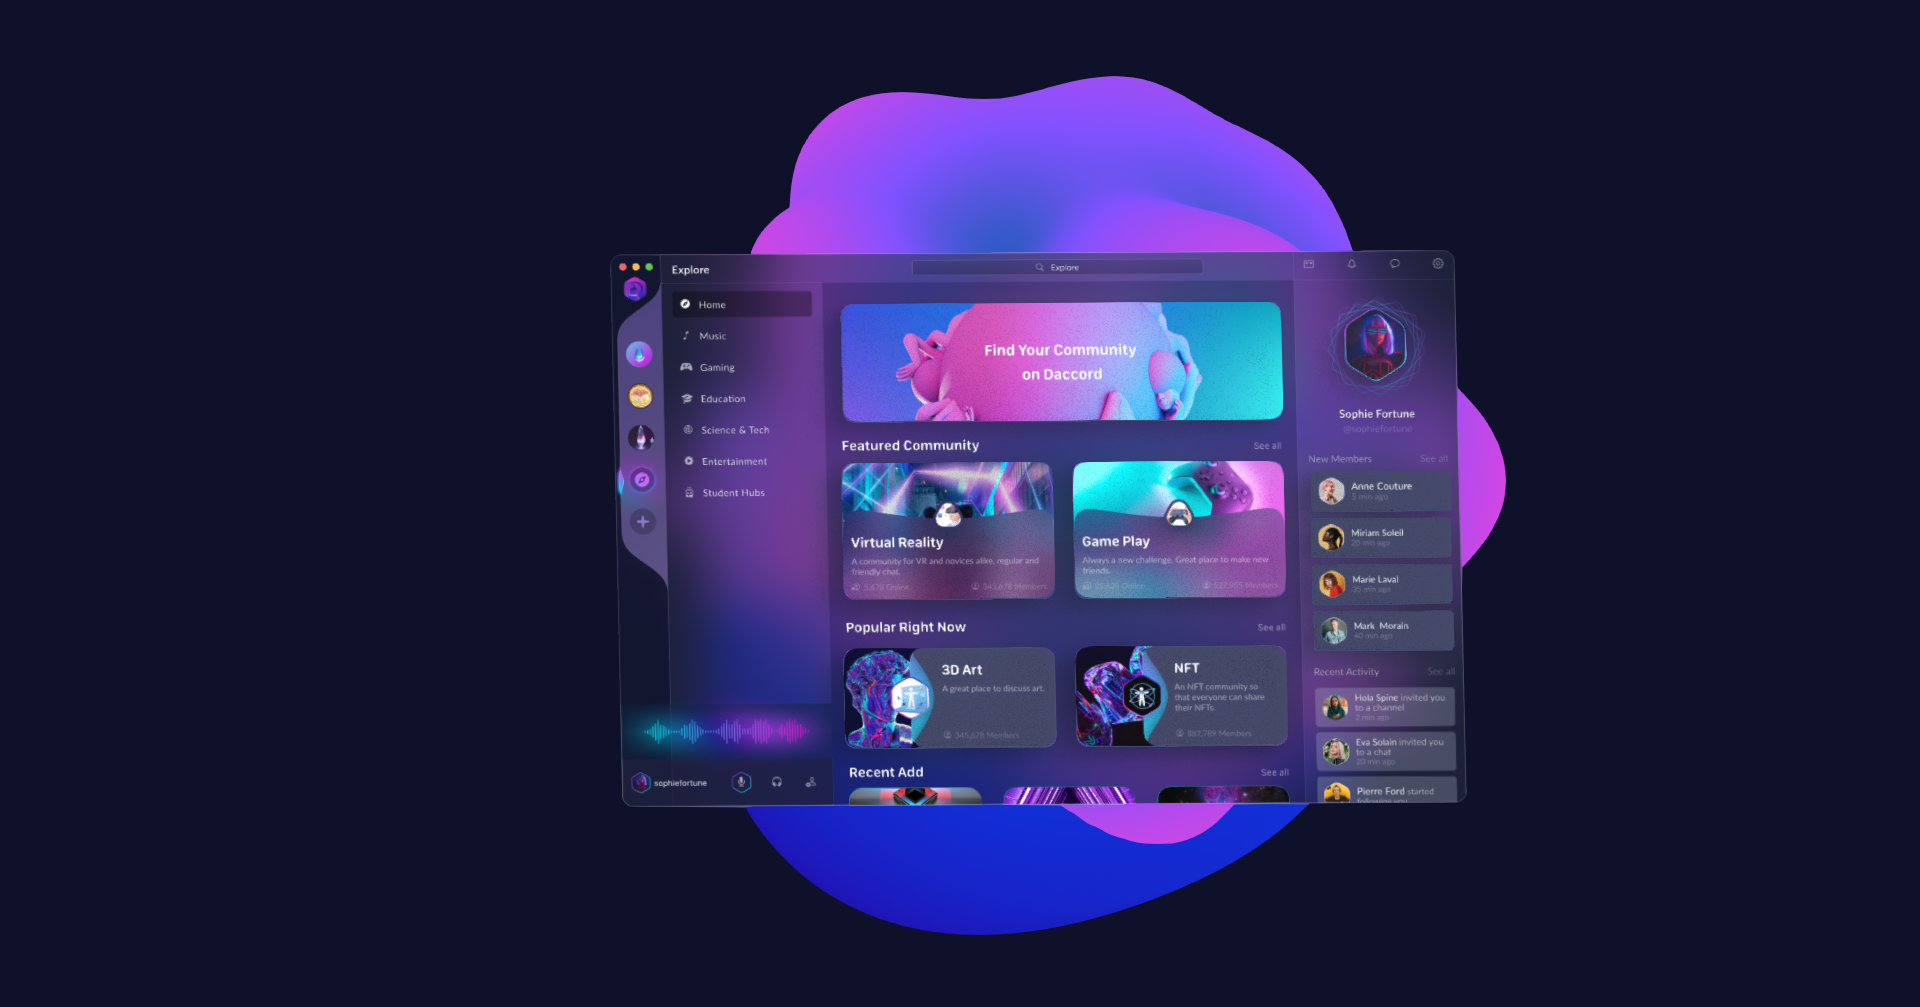 Explore
Explore
Home
Music
Gaming
Education
Science & Tech
Entertainment
Student Hubs
sophiefortune
Find Your Community
on Daccord
Featured Community
See all
Virtual Reality
A community for VR and novices alike, regular and
friendly chat.
5,678 Online
345,678 Members
Game Play
Always a new challenge. Great place to make new
friends.
Online
Members
Popular Right Now
See all
3D Art
A great place to discuss art.
345,678 Members
NFT
An NFT community so
that everyone can share
their NFTs.
887,789 Members
Recent Add
See all
Sophie Fortune
@sophiefortune
New Members
See all
Anne Couture
5 min ago
Miriam Soleil
20 min ago
Marie Laval
35 min ago
Mark Morain
40 min ago
Recent Activity
See all
Hola Spine invited you
to a channel
2 min ago
Eva Solain invited you
to a chat
20 min ago
Pierre Ford started
following you